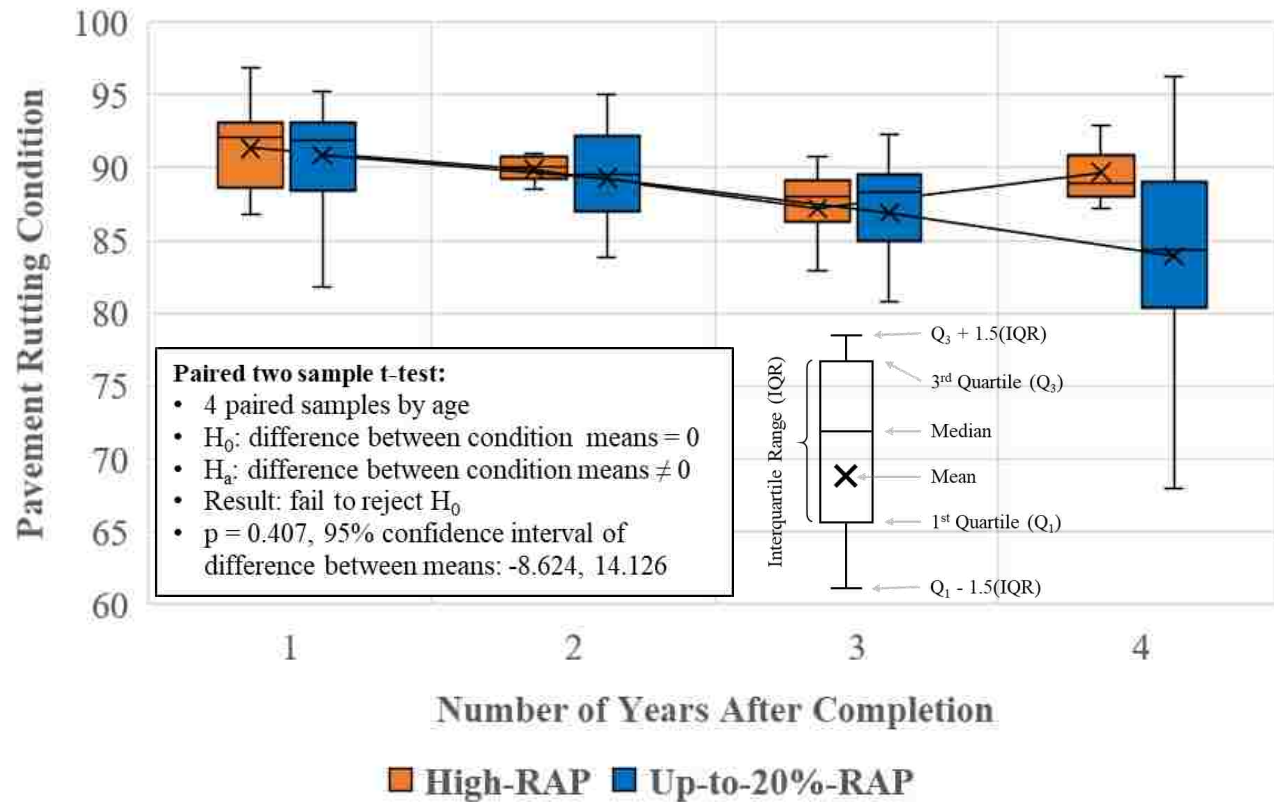 Pavement Rutting Condition
100
95
90
85
80
75
70
65
60
Paired two sample t-test:
• 4 paired samples by age
• H₀: difference between condition means = 0
• Hₐ: difference between condition means ≠ 0
• Result: fail to reject H₀
• p = 0.407, 95% confidence interval of
difference between means: -8.624, 14.126
Interquartile Range (IQR)
Q₃ + 1.5(IQR)
3rd Quartile (Q₃)
Median
Mean
1st Quartile (Q₁)
Q₁ - 1.5(IQR)
1 2 3 4
Number of Years After Completion
High-RAP Up-to-20%-RAP